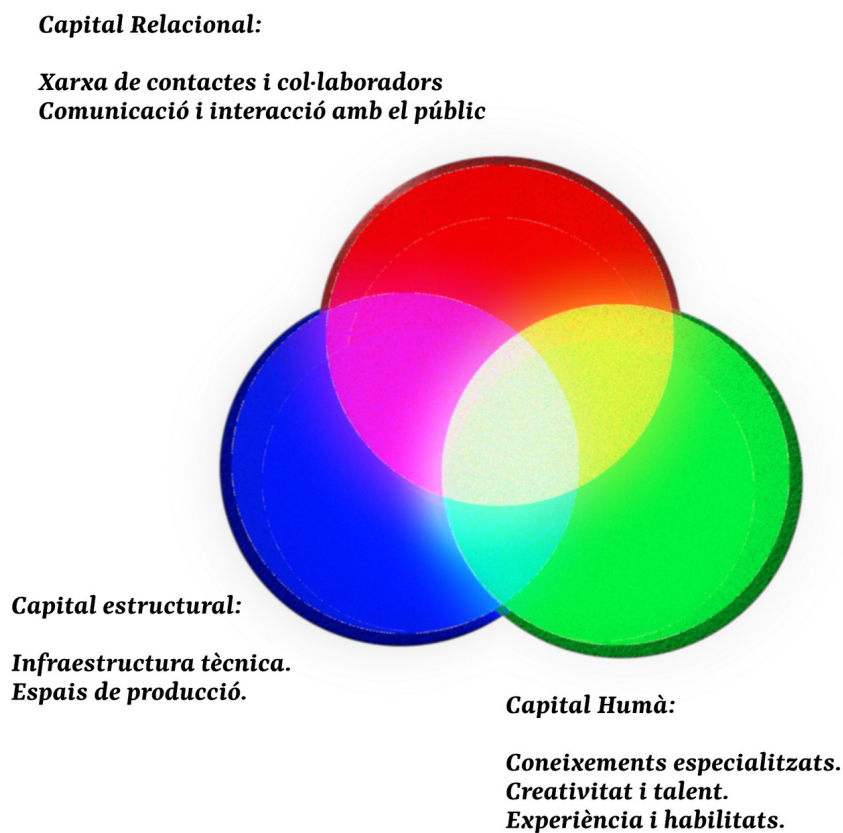 Capital Relacional:
Xarxa de contactes i col·laboradors
Comunicació i interacció amb el públic
Capital estructural:
Infraestructura tècnica.
Espais de producció.
Capital Humà:
Coneixements especialitzats.
Creativitat i talent.
Experiència i habilitats.